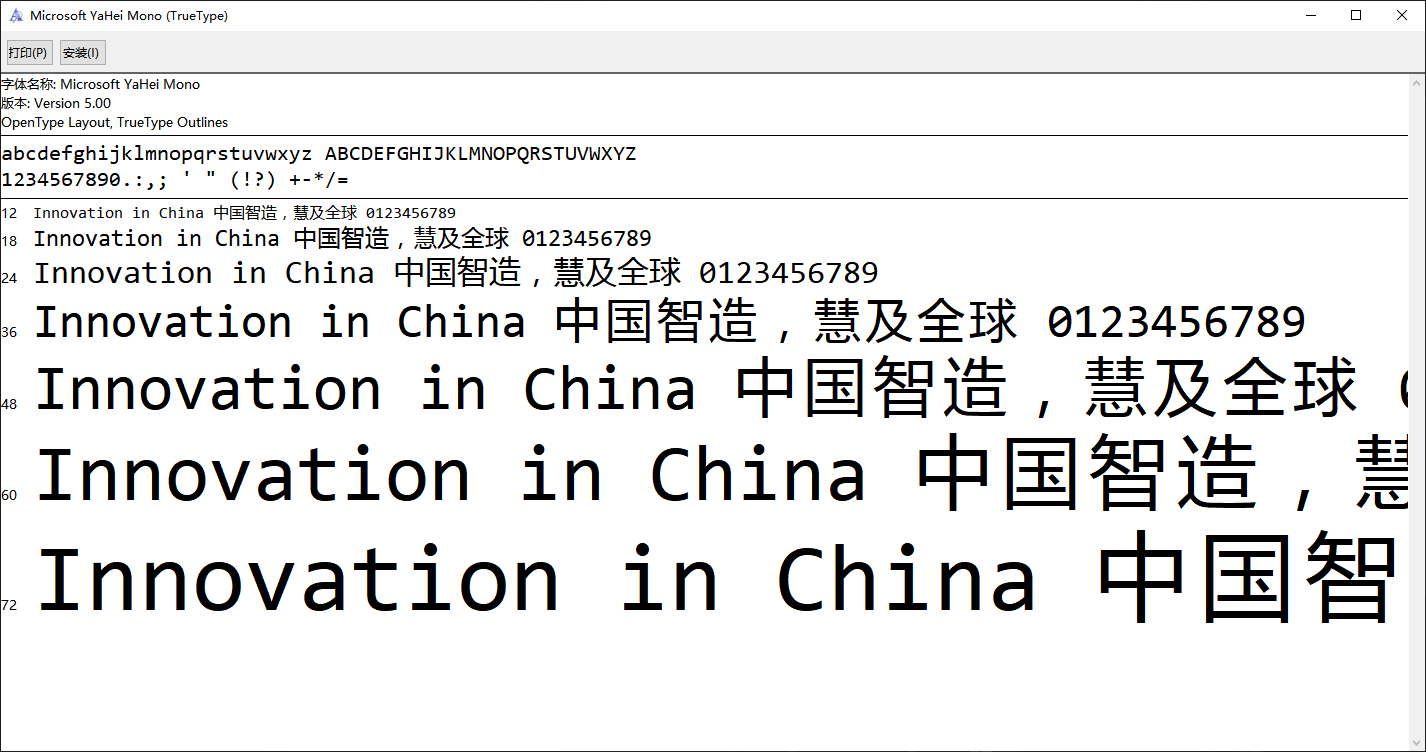 Microsoft YaHei Mono (TrueType)
打印(P) 安装(I)
字体名称: Microsoft YaHei Mono
版本: Version 5.00
OpenType Layout, TrueType Outlines
abcdefghijklmnopqrstuvwxyz ABCDEFGHIJKLMNOPQRSTUVWXYZ
1234567890.:,; ' " (!?) +-*/=
12 Innovation in China 中国智造，慧及全球 0123456789
18 Innovation in China 中国智造，慧及全球 0123456789
24 Innovation in China 中国智造，慧及全球 0123456789
36 Innovation in China 中国智造，慧及全球 0123456789
48 Innovation in China 中国智造，慧及全球
60 Innovation in China 中国智造，慧
72 Innovation in China 中国智